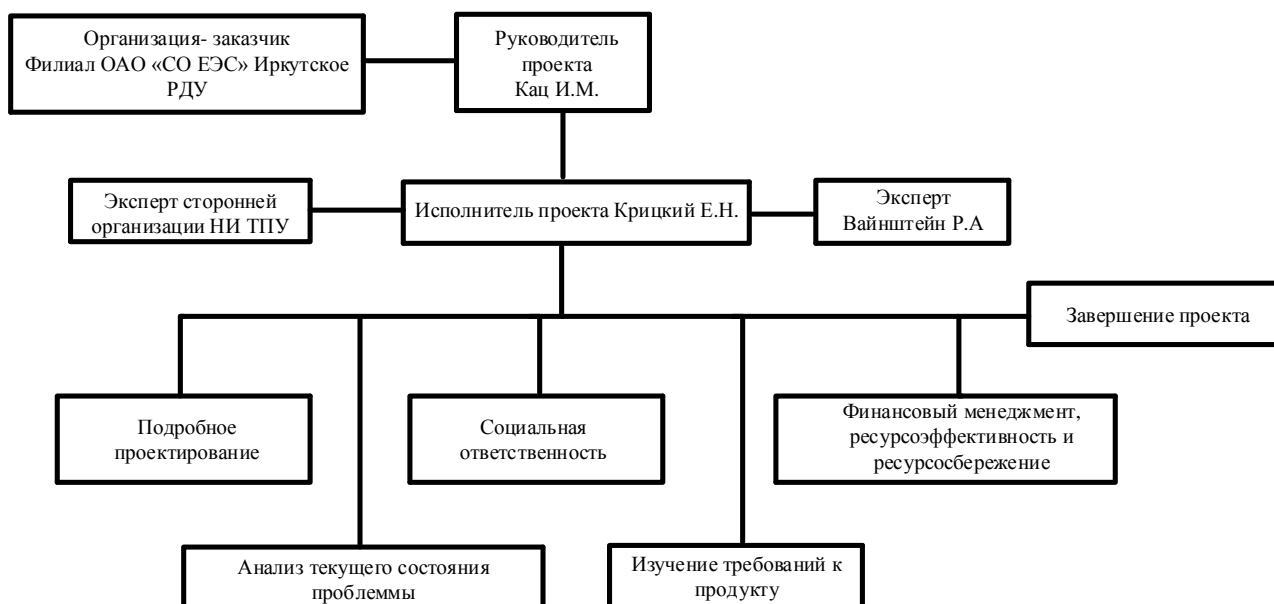 Организация- заказчик
Филиал ОАО «СО ЕЭС» Иркутское
РДУ
Руководитель
проекта
Кац И.М.
Эксперт сторонней
организации НИ ТПУ
Исполнитель проекта Крицкий Е.Н.
Эксперт
Вайнштейн Р.А
Завершение проекта
Подробное
проектирование
Социальная
ответственность
Финансовый менеджмент,
ресурсоэффективность и
ресурсосбережение
Анализ текущего состояния
проблеммы
Изучение требований к
продукту